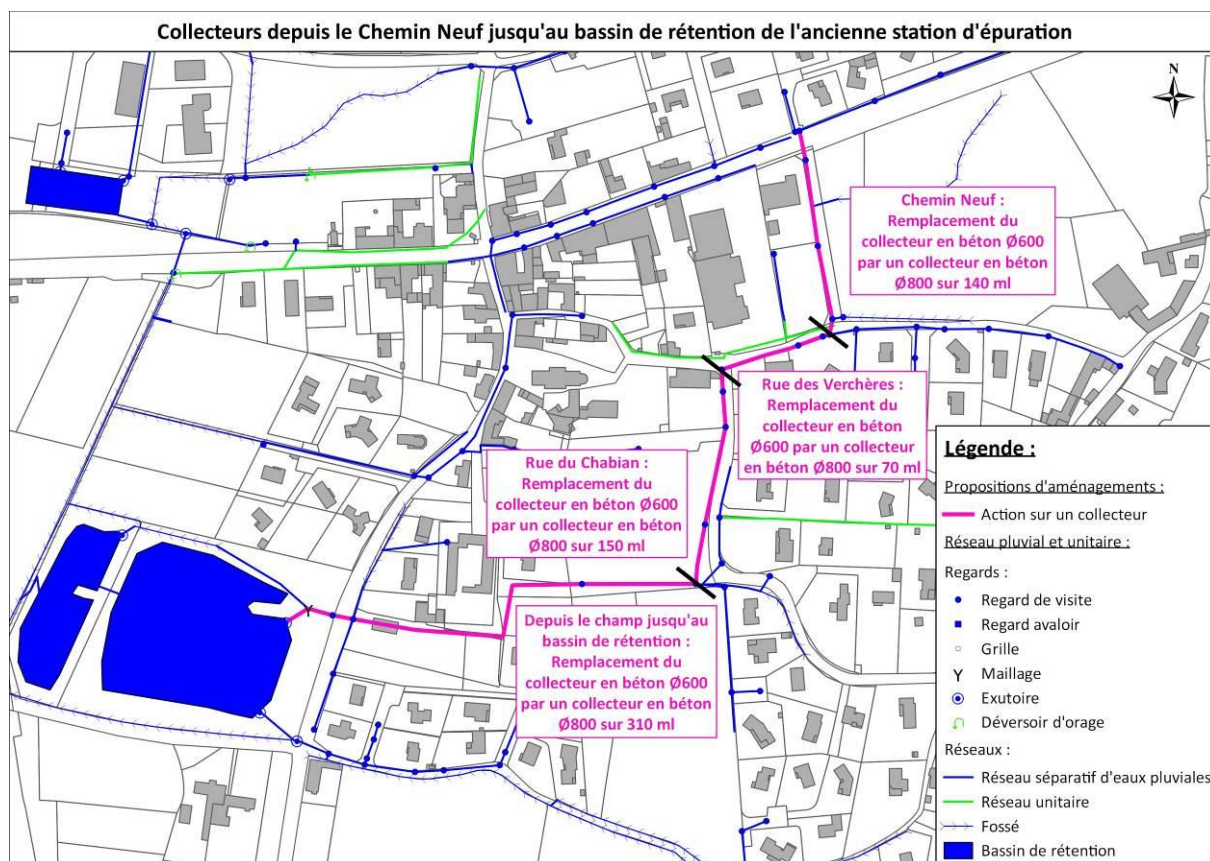 Collecteurs depuis le Chemin Neuf jusqu'au bassin de rétention de l'ancienne station d'épuration
N
Chemin Neuf :
Remplacement du
collecteur en béton Ø600
par un collecteur en béton
Ø800 sur 140 ml
Rue des Verchères :
Remplacement du
collecteur en béton
Ø600 par un collecteur
en béton Ø800 sur 70 ml
Rue du Chabian :
Remplacement du
collecteur en béton Ø600
par un collecteur en béton
Ø800 sur 150 ml
Depuis le champ jusqu'au
bassin de rétention :
Remplacement du
collecteur en béton Ø600
par un collecteur en béton
Ø800 sur 310 ml
Légende :
Propositions d'aménagements :
Action sur un collecteur
Réseau pluvial et unitaire :
Regards :
Regard de visite
Regard avaloir
Grille
Maillage
Exutoire
Déversoir d'orage
Réseaux :
Réseau séparatif d'eaux pluviales
Réseau unitaire
Fossé
Bassin de rétention